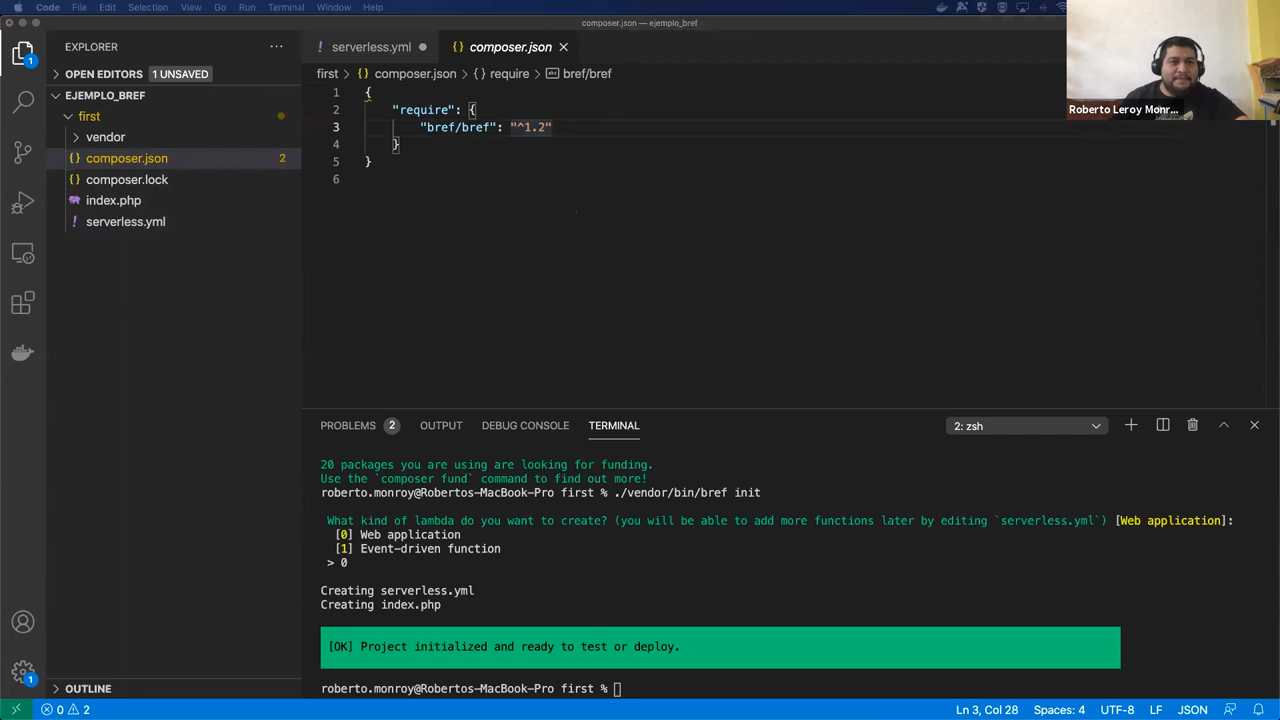 Code File Edit Selection View Go Run Terminal Window Help
composer.json — ejemplo_bref
EXPLORER
serverless.yml
composer.json
OPEN EDITORS 1 UNSAVED
first > composer.json > require > bref/bref
EJEMPLO_BREF
first
vendor
composer.json 2
composer.lock
index.php
serverless.yml
OUTLINE
1 {
2 "require": {
3 "bref/bref": "^1.2"
4 }
5 }
6
Roberto Leroy Monr...
PROBLEMS 2 OUTPUT DEBUG CONSOLE TERMINAL
2: zsh
20 packages you are using are looking for funding.
Use the `composer fund` command to find out more!
roberto.monroy@Robertos-MacBook-Pro first % ./vendor/bin/bref init
What kind of lambda do you want to create? (you will be able to add more functions later by editing `serverless.yml`) [Web application]:
[0] Web application
[1] Event-driven function
> 0
Creating serverless.yml
Creating index.php
[OK] Project initialized and ready to test or deploy.
roberto.monroy@Robertos-MacBook-Pro first %
1
1
0 2
Ln 3, Col 28 Spaces: 4 UTF-8 LF JSON